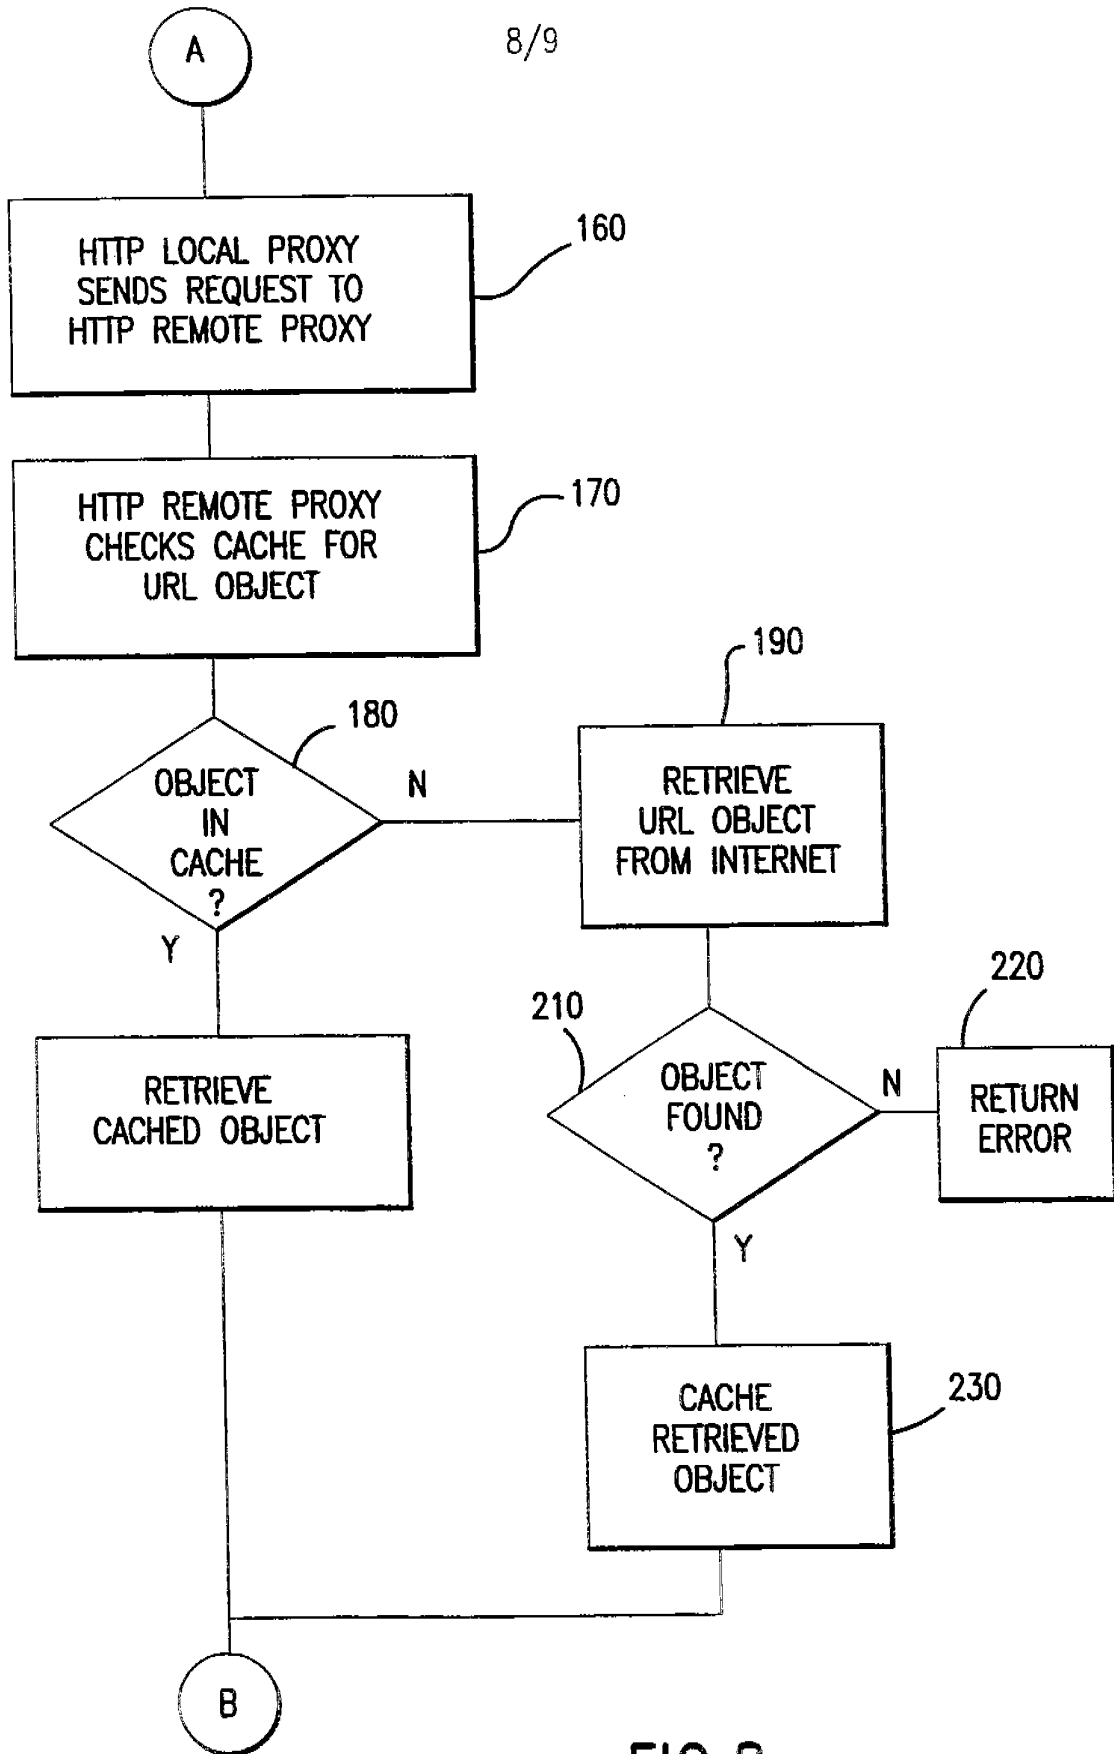 8/9
A
HTTP LOCAL PROXY
SENDS REQUEST TO
HTTP REMOTE PROXY
160
HTTP REMOTE PROXY
CHECKS CACHE FOR
URL OBJECT
170
OBJECT
IN
CACHE
?
180
N
Y
190
RETRIEVE
URL OBJECT
FROM INTERNET
RETRIEVE
CACHED OBJECT
210
OBJECT
FOUND
?
N
Y
220
RETURN
ERROR
CACHE
RETRIEVED
OBJECT
230
B